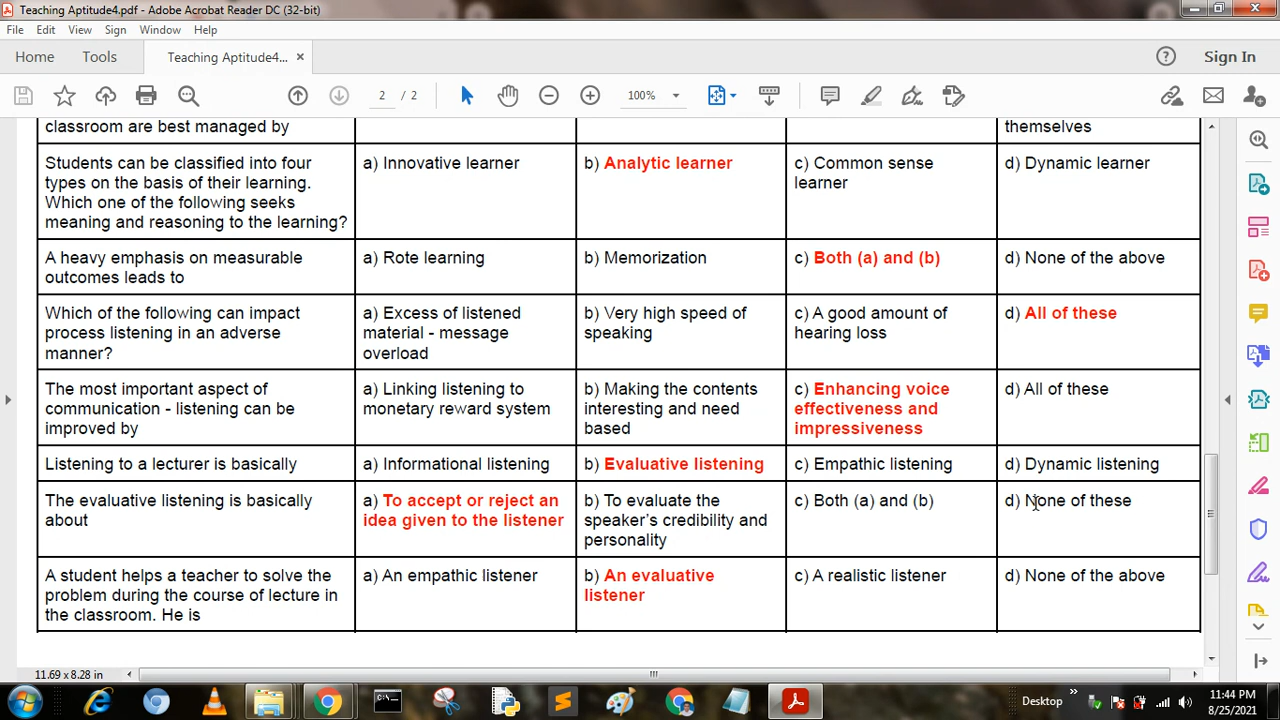 Teaching Aptitude4.pdf - Adobe Acrobat Reader DC (32-bit)
File Edit View Sign Window Help
Home Tools Teaching Aptitude4... × Sign In
2 / 2 100%
classroom are best managed by themselves
Students can be classified into four types on the basis of their learning. Which one of the following seeks meaning and reasoning to the learning? a) Innovative learner b) Analytic learner c) Common sense learner d) Dynamic learner
A heavy emphasis on measurable outcomes leads to a) Rote learning b) Memorization c) Both (a) and (b) d) None of the above
Which of the following can impact process listening in an adverse manner? a) Excess of listened material - message overload b) Very high speed of speaking c) A good amount of hearing loss d) All of these
The most important aspect of communication - listening can be improved by a) Linking listening to monetary reward system b) Making the contents interesting and need based c) Enhancing voice effectiveness and impressiveness d) All of these
Listening to a lecturer is basically a) Informational listening b) Evaluative listening c) Empathic listening d) Dynamic listening
The evaluative listening is basically about a) To accept or reject an idea given to the listener b) To evaluate the speaker's credibility and personality c) Both (a) and (b) d) None of these
A student helps a teacher to solve the problem during the course of lecture in the classroom. He is a) An empathic listener b) An evaluative listener c) A realistic listener d) None of the above
11.69 x 8.28 in
Desktop » 11:44 PM
8/25/2021